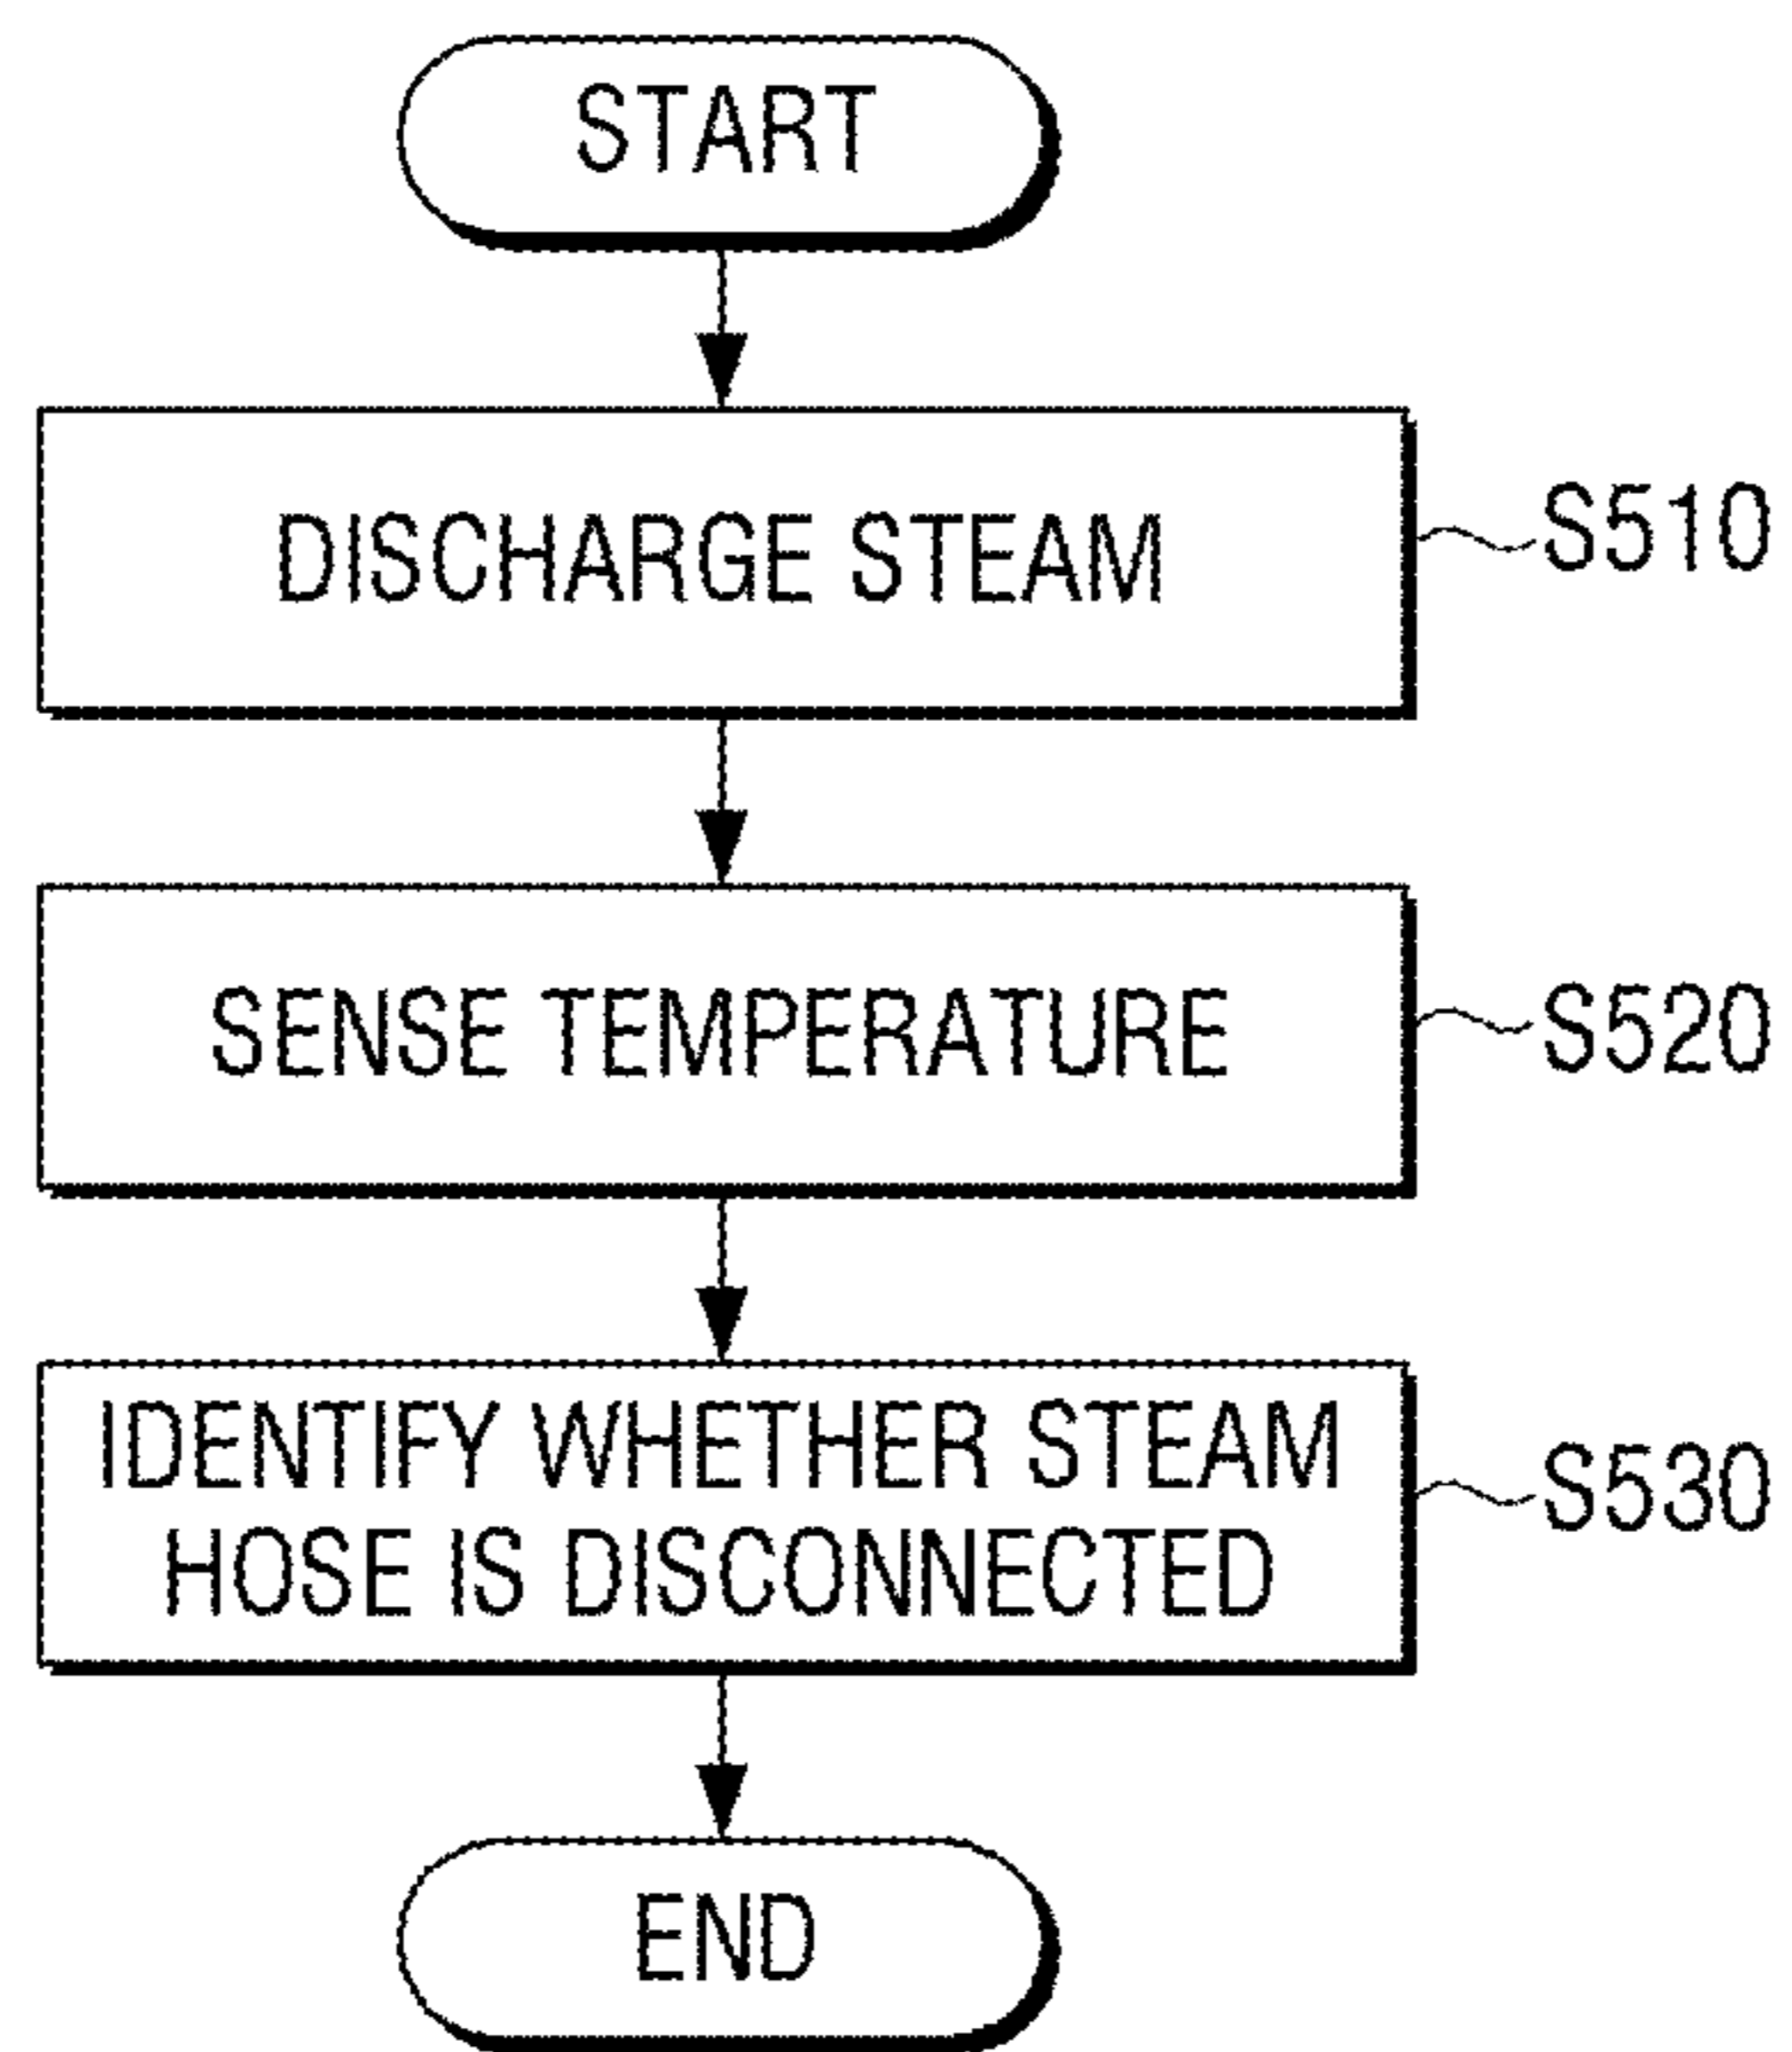 START
DISCHARGE STEAM
S510
SENSE TEMPERATURE
S520
IDENTIFY WHETHER STEAM
HOSE IS DISCONNECTED
S530
END